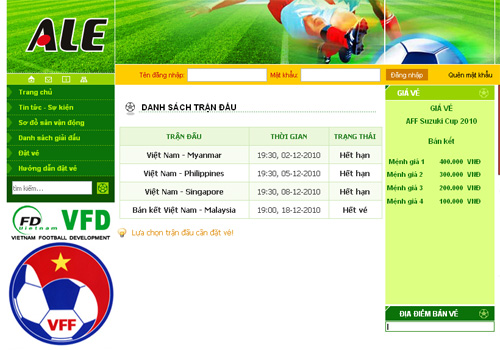 ALE
Tên đăng nhập:
Mật khẩu:
Đăng nhập
Quên mật khẩu
Trang chủ
Tin tức - Sự kiện
Sơ đồ sân vận động
Danh sách giải đấu
Đặt vé
Hướng dẫn đặt vé
tìm kiếm...
FD
Vietnam
VFD
VIETNAM FOOTBALL DEVELOPMENT
VFF
DANH SÁCH TRẬN ĐẤU
TRẬN ĐẤU THỜI GIAN TRẠNG THÁI
Việt Nam - Myanmar 19:30, 02-12-2010 Hết hạn
Việt Nam - Philippines 19:30, 05-12-2010 Hết hạn
Việt Nam - Singapore 19:30, 08-12-2010 Hết hạn
Bán kết Việt Nam - Malaysia 19:00, 18-12-2010 Hết vé
Lựa chọn trận đấu cần đặt vé!
GIÁ VÉ
GIÁ VÉ
AFF Suzuki Cup 2010
Bán kết
Mệnh giá 1 400.000 VNĐ
Mệnh giá 2 300.000 VNĐ
Mệnh giá 3 200.000 VNĐ
Mệnh giá 4 100.000 VNĐ
ĐỊA ĐIỂM BÁN VÉ